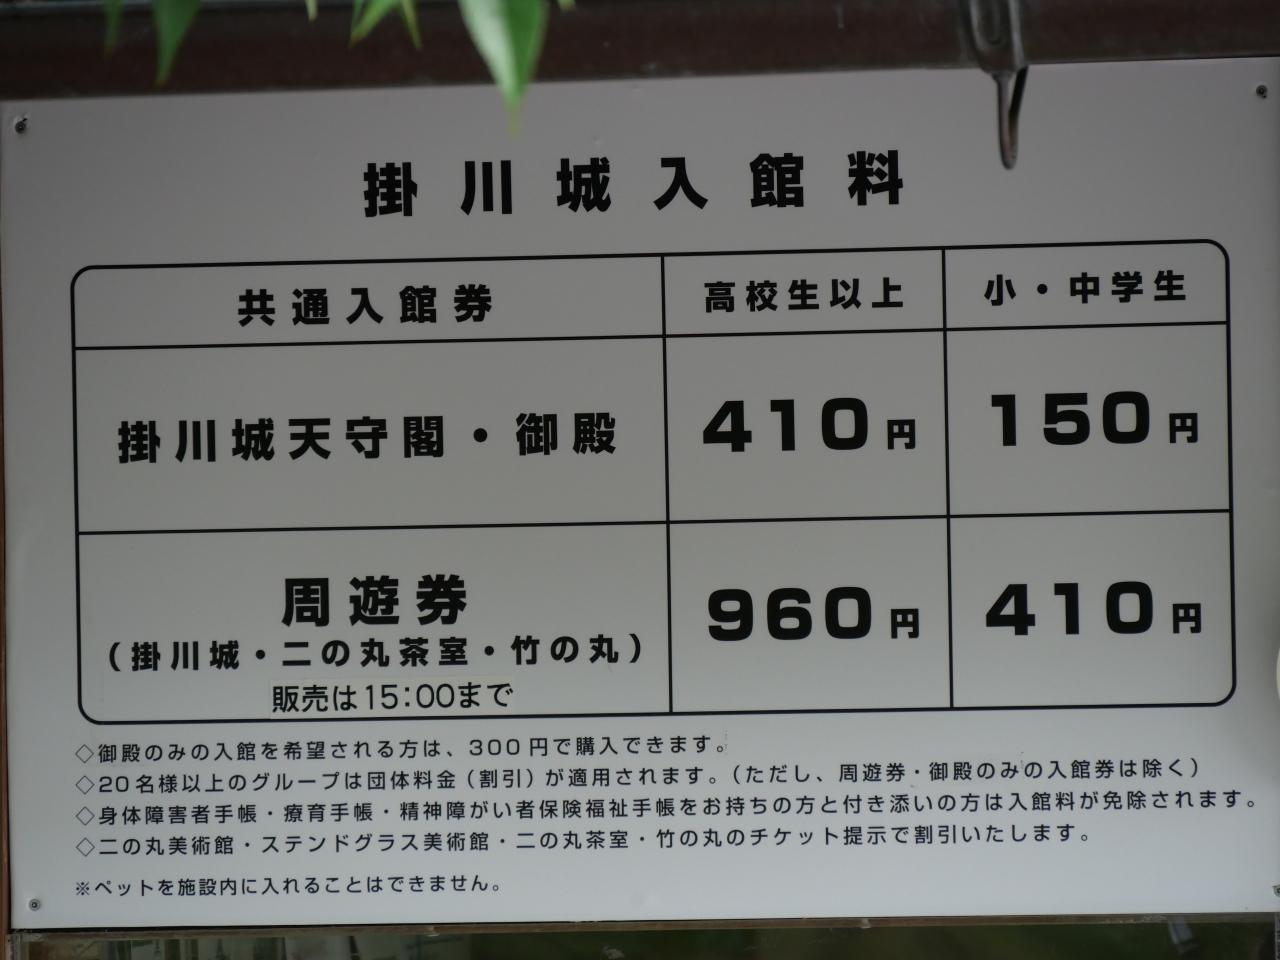 掛川城入館料
共通入館券 高校生以上 小・中学生
掛川城天守閣・御殿 410円 150円
周遊券 960円 410円
(掛川城・二の丸茶室・竹の丸)
販売は15:00まで
◇御殿のみの入館を希望される方は、300円で購入できます。
◇20名様以上のグループは団体料金(割引)が適用されます。(ただし、周遊券・御殿のみの入館券は除く)
◇身体障害者手帳・療育手帳・精神障がい者保険福祉手帳をお持ちの方と付き添いの方は入館料が免除されます。
◇二の丸美術館・ステンドグラス美術館・二の丸茶室・竹の丸のチケット提示で割引いたします。
※ペットを施設内に入れることはできません。